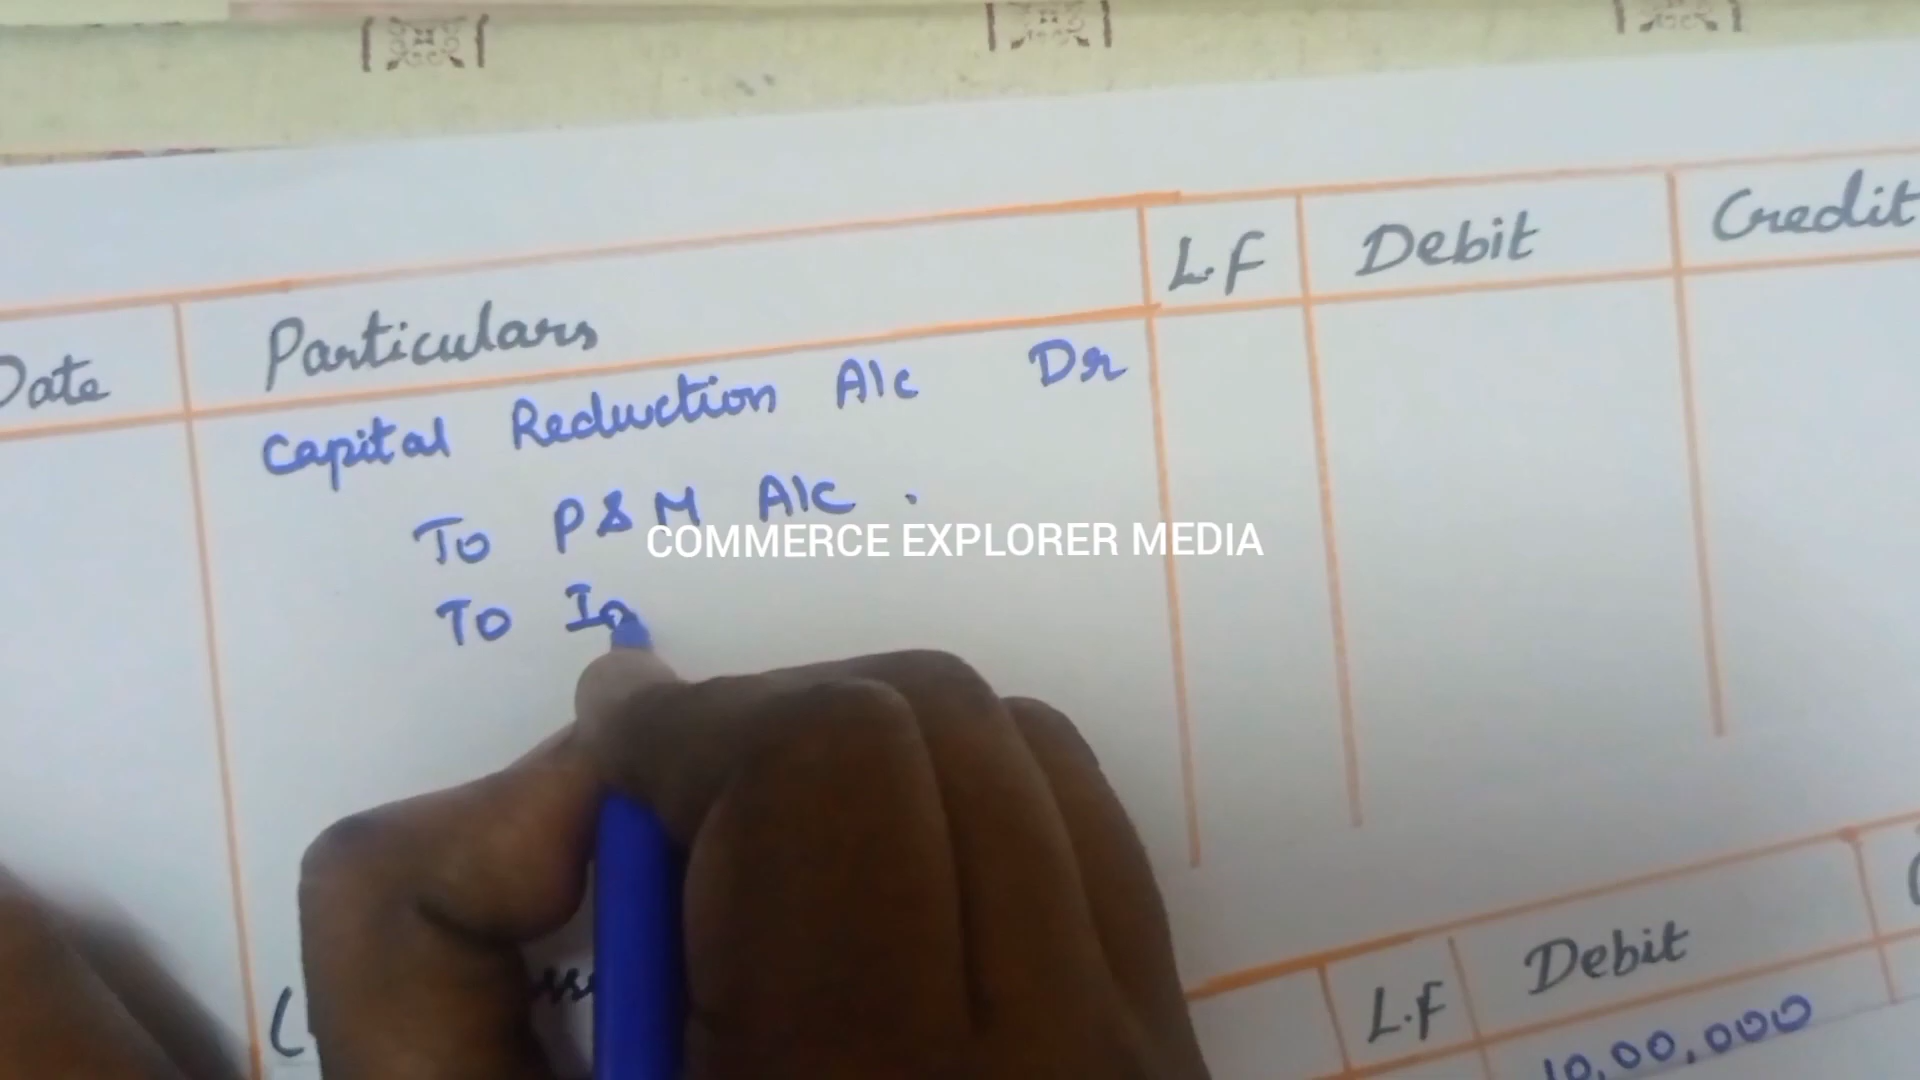 Date Particulars L.F Debit Credit
Capital Reduction A/c Dr
To P&M A/c .
COMMERCE EXPLORER MEDIA
To
L.F Debit
10,00,000